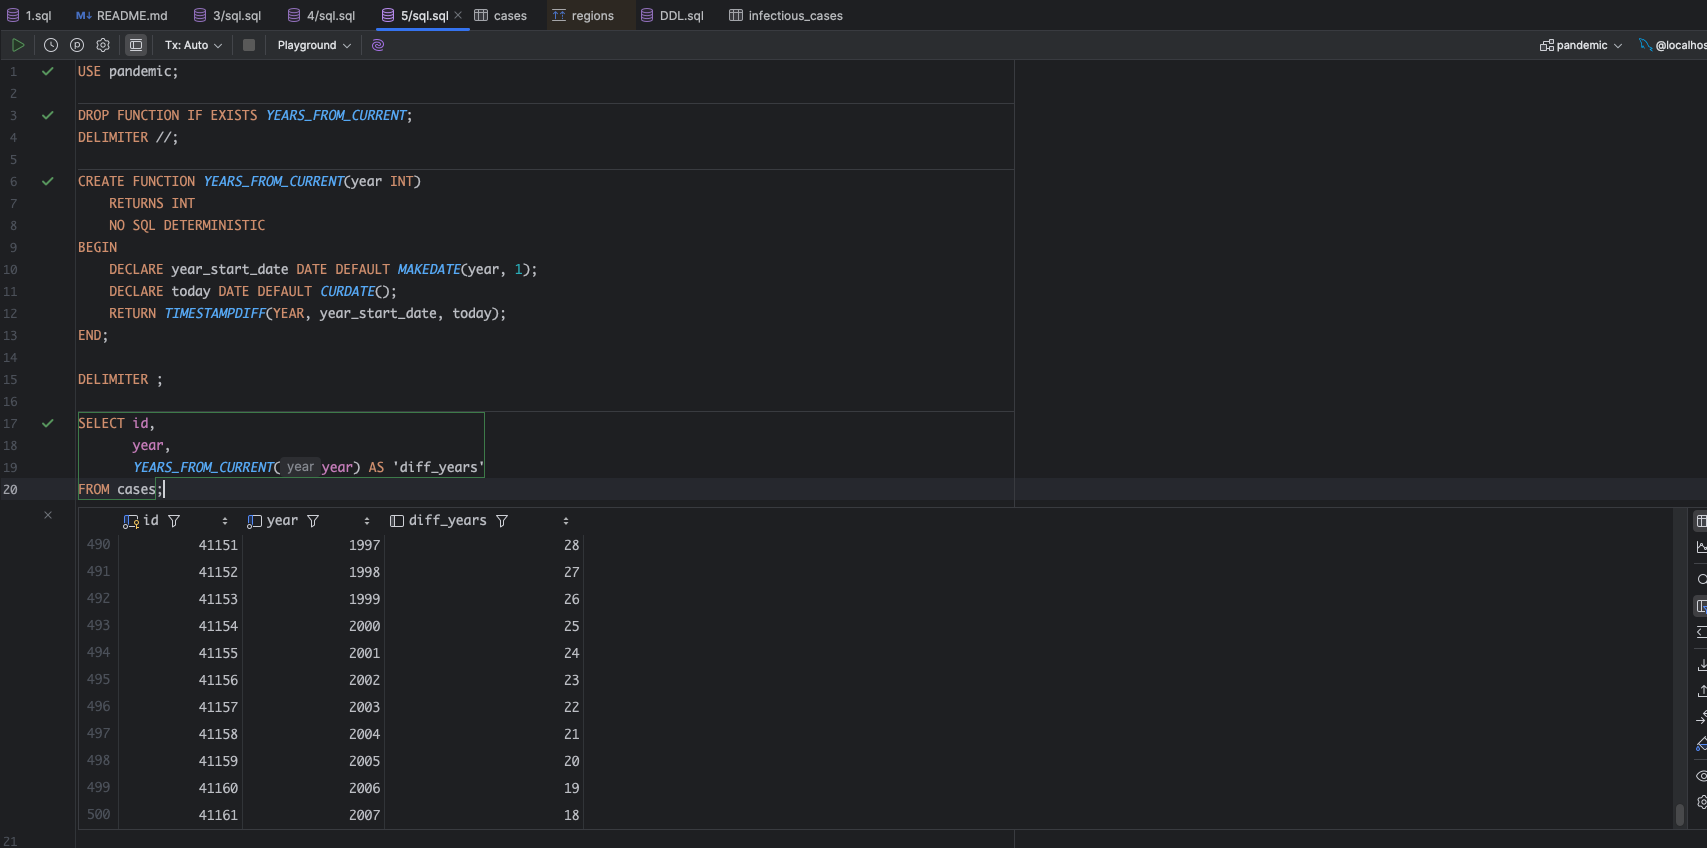 1.sql README.md 3/sql.sql 4/sql.sql 5/sql.sql cases regions DDL.sql infectious_cases
Tx: Auto Playground pandemic
1 USE pandemic;
2
3 DROP FUNCTION IF EXISTS YEARS_FROM_CURRENT;
4 DELIMITER //;
5
6 CREATE FUNCTION YEARS_FROM_CURRENT(year INT)
7 RETURNS INT
8 NO SQL DETERMINISTIC
9 BEGIN
10 DECLARE year_start_date DATE DEFAULT MAKEDATE(year, 1);
11 DECLARE today DATE DEFAULT CURDATE();
12 RETURN TIMESTAMPDIFF(YEAR, year_start_date, today);
13 END;
14
15 DELIMITER ;
16
17 SELECT id,
18 year,
19 YEARS_FROM_CURRENT( year year) AS 'diff_years'
20 FROM cases;
id year diff_years
490 41151 1997 28
491 41152 1998 27
492 41153 1999 26
493 41154 2000 25
494 41155 2001 24
495 41156 2002 23
496 41157 2003 22
497 41158 2004 21
498 41159 2005 20
499 41160 2006 19
500 41161 2007 18
21